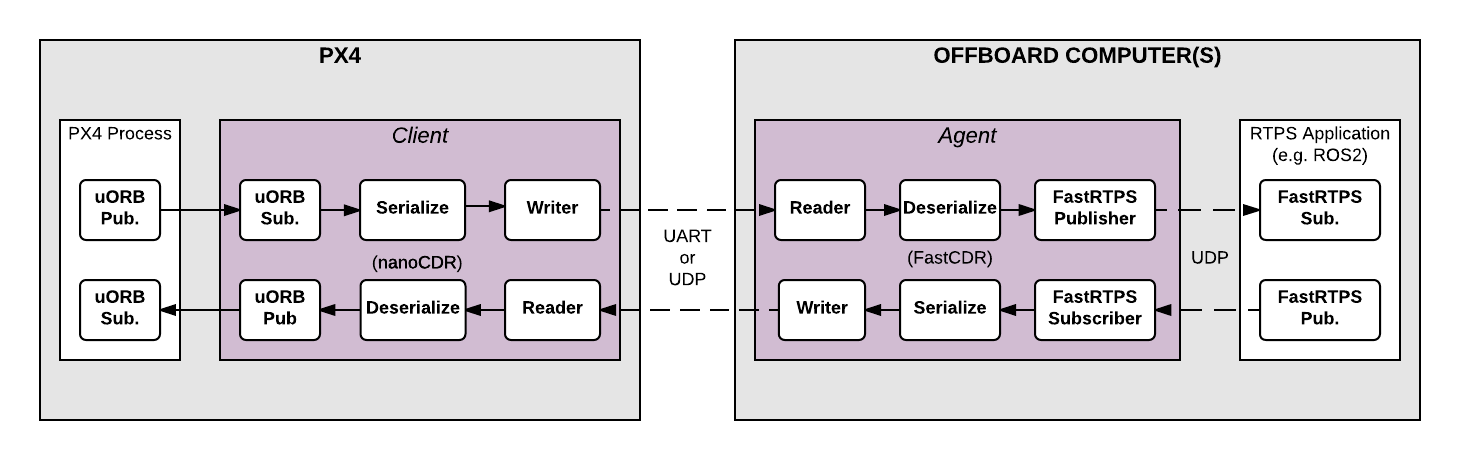 PX4
OFFBOARD COMPUTER(S)
PX4 Process
Client
Agent
RTPS Application
(e.g. ROS2)
uORB
Pub.
uORB
Sub.
Serialize
Writer
Reader
Deserialize
FastRTPS
Publisher
FastRTPS
Sub.
UART
or
UDP
(nanoCDR)
(FastCDR)
UDP
uORB
Sub.
uORB
Pub
Deserialize
Reader
Writer
Serialize
FastRTPS
Subscriber
FastRTPS
Pub.